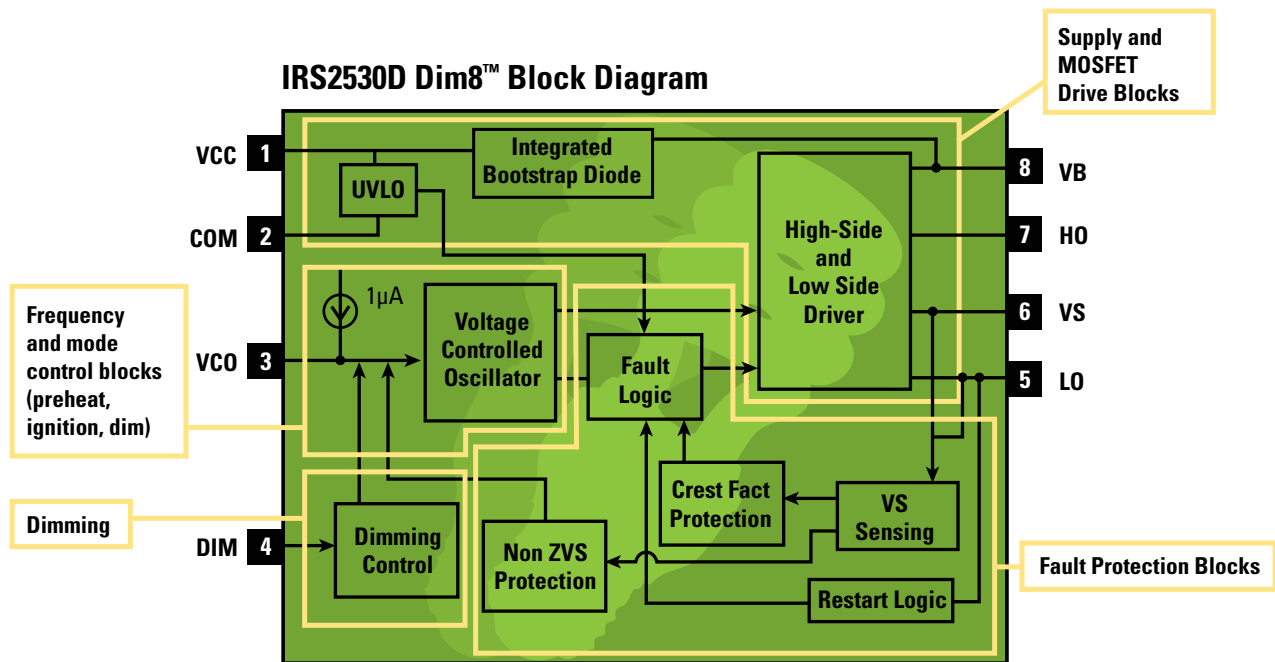 IRS2530D Dim8™ Block Diagram
Supply and
MOSFET
Drive Blocks
VCC 1
COM 2
VCO 3
DIM 4
8 VB
7 HO
6 VS
5 LO
Integrated
Bootstrap Diode
UVLO
High-Side
and
Low Side
Driver
1µA
Voltage
Controlled
Oscillator
Fault
Logic
Frequency
and mode
control blocks
(preheat,
ignition, dim)
Dimming
Dimming
Control
Non ZVS
Protection
Crest Fact
Protection
VS
Sensing
Restart Logic
Fault Protection Blocks